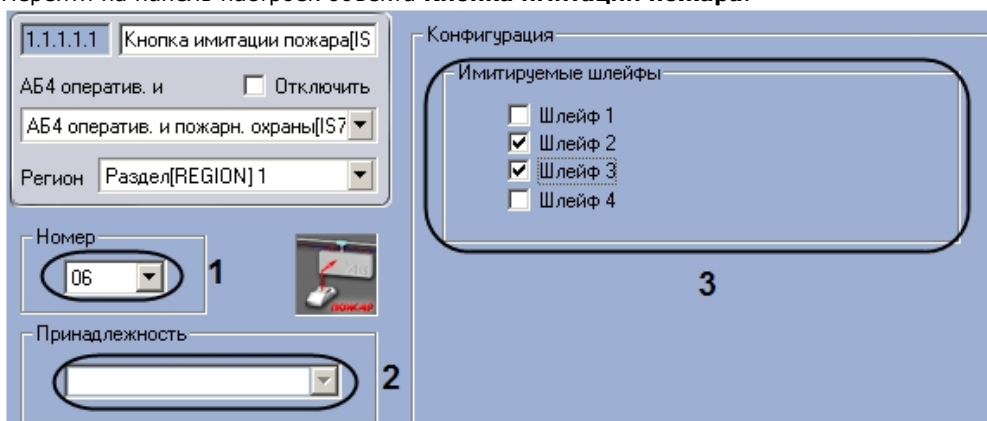 Перейти на панель настроек объекта Кнопка имитации пожара.
1.1.1.1.1 Кнопка имитации пожара[IS
АБ4 оператив. и Отключить
АБ4 оператив. и пожарн. охраны[IS7
Регион Раздел[REGION] 1
Номер
06
1
Принадлежность
2
Конфигурация
Имитируемые шлейфы
Шлейф 1
Шлейф 2
Шлейф 3
Шлейф 4
3
ПОЖАР